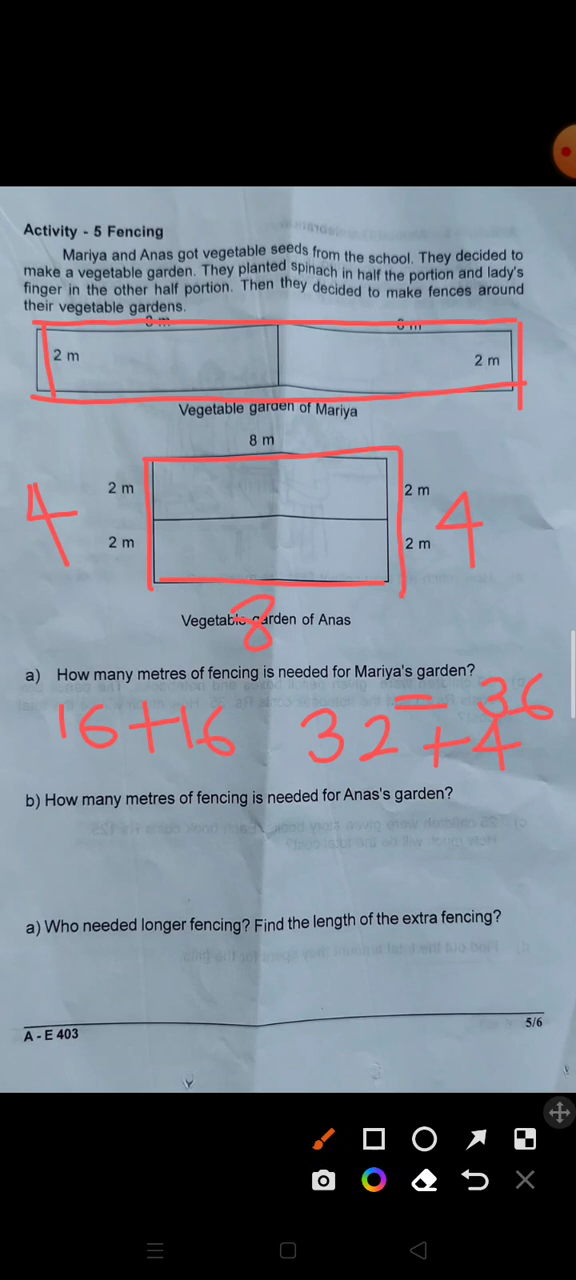 Activity - 5 Fencing
Mariya and Anas got vegetable seeds from the school. They decided to
make a vegetable garden. They planted spinach in half the portion and lady's
finger in the other half portion. Then they decided to make fences around
their vegetable gardens.
2 m 2 m
Vegetable garden of Mariya
8 m
2 m 2 m
4 4
2 m 2 m
Vegetable garden of Anas
8
a) How many metres of fencing is needed for Mariya's garden?
16+16 32+4=36
b) How many metres of fencing is needed for Anas's garden?
a) Who needed longer fencing? Find the length of the extra fencing?
A - E 403 5/6